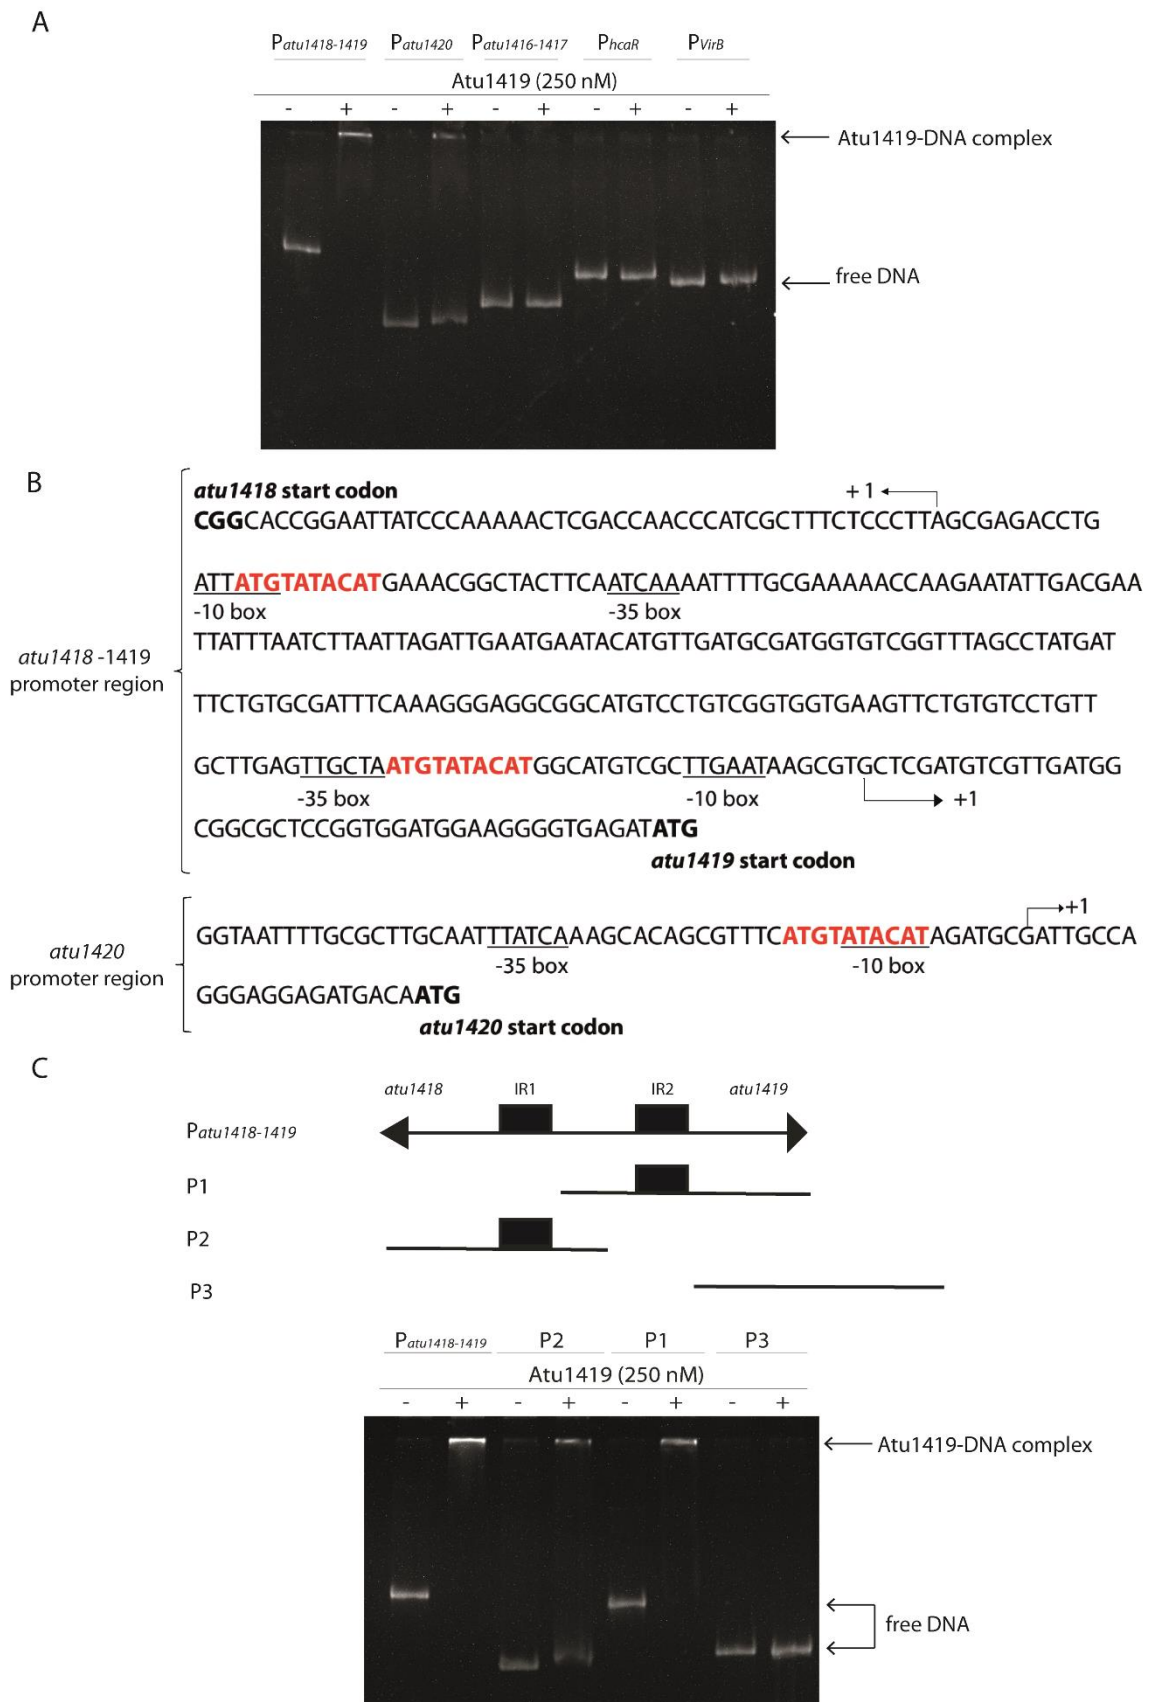 A
Patu1418-1419 Patu1420 Patu1416-1417 PhcaR PVirB
Atu1419 (250 nM)
- + - + - + - + - +
Atu1419-DNA complex
free DNA
B
atu1418 start codon
+ 1
CGGCACCGGAATTATCCCAAAAACTCGACCAACCCATCGCTTTCTCCCTTAGCGAGACCTG
ATTATGTATACATGAAACGGCTACTTCAATCAAAATTTTGCGAAAAACCAAGAATATTGACGAA
-10 box -35 box
TTATTTAATCTTAATTAGATTGAATGAATACATGTTGATGCGATGGTGTCGGTTTAGCCTATGAT
atu1418 -1419
promoter region
TTCTGTGCGATTTCAAAGGGAGGCGGCATGTCCTGTCGGTGGTGAAGTTCTGTGTCCTGTT
GCTTGAGTTGCTAATGTATACATGGCATGTCGCTTGAATAAGCGTGCTCGATGTCGTTGATGG
-35 box -10 box +1
CGGCGCTCCGGTGGATGGAAGGGGTGAGATATG
atu1419 start codon
+1
GGTAATTTTGCGCTTGCAATTTATCAAAGCACAGCGTTTCATGTATACATAGATGCGATTGCCA
atu1420
promoter region
-35 box -10 box
GGGAGGAGATGACAATG
atu1420 start codon
C
atu1418 IR1 IR2 atu1419
Patu1418-1419
P1
P2
P3
Patu1418-1419 P2 P1 P3
Atu1419 (250 nM)
- + - + - + - +
Atu1419-DNA complex
free DNA